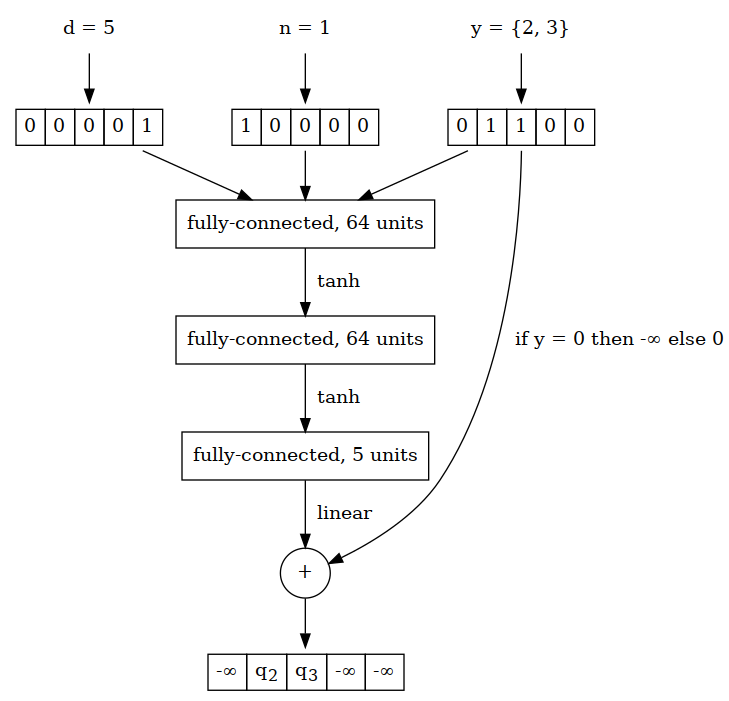 d = 5 n = 1 y = {2, 3}
0 0 0 0 1 1 0 0 0 0 0 1 1 0 0
fully-connected, 64 units
tanh
fully-connected, 64 units
if y = 0 then -∞ else 0
tanh
fully-connected, 5 units
linear
+
-∞ q2 q3 -∞ -∞